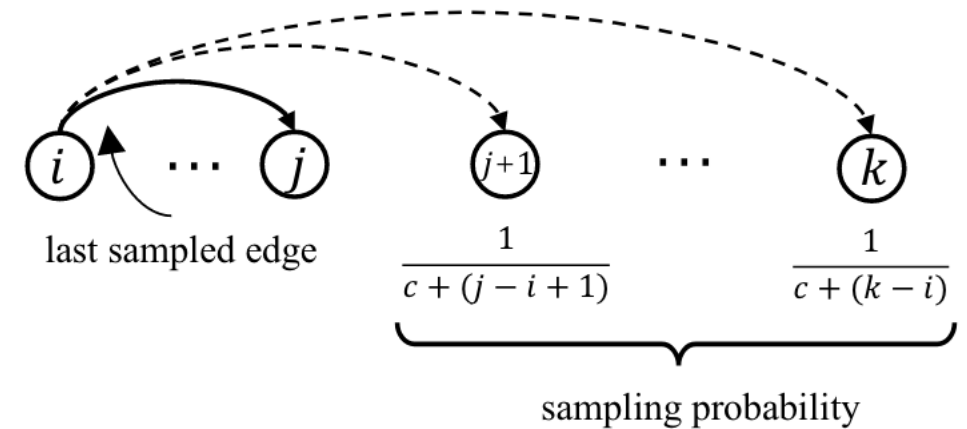 i ... j j+1 ... k
last sampled edge
1 1
c + (j − i + 1) c + (k − i)
sampling probability